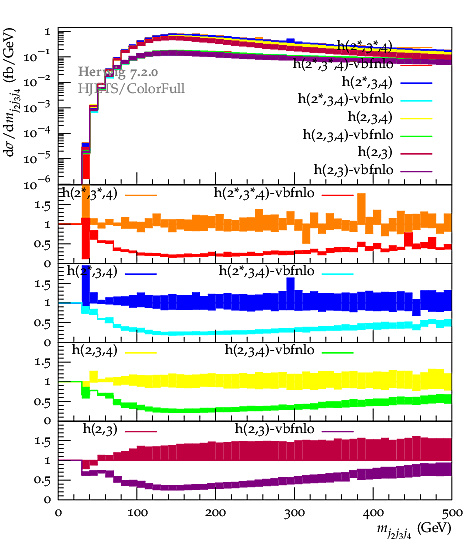 h(2*,3*,4)
h(2*,3*,4)-vbfnlo
h(2*,3,4)
h(2*,3,4)-vbfnlo
h(2,3,4)
h(2,3,4)-vbfnlo
h(2,3)
h(2,3)-vbfnlo
Herwig 7.2.0
HJETS/ColorFull
dσ/dm_{j2j3j4} (fb/GeV)
1
10^{-1}
10^{-2}
10^{-3}
10^{-4}
10^{-5}
10^{-6}
h(2*,3*,4) h(2*,3*,4)-vbfnlo
1.5
1
0.5
0
h(2*,3,4) h(2*,3,4)-vbfnlo
1.5
1
0.5
0
h(2,3,4) h(2,3,4)-vbfnlo
1.5
1
0.5
0
h(2,3) h(2,3)-vbfnlo
1.5
1
0.5
0
0 100 200 300 400 500
m_{j2j3j4} (GeV)